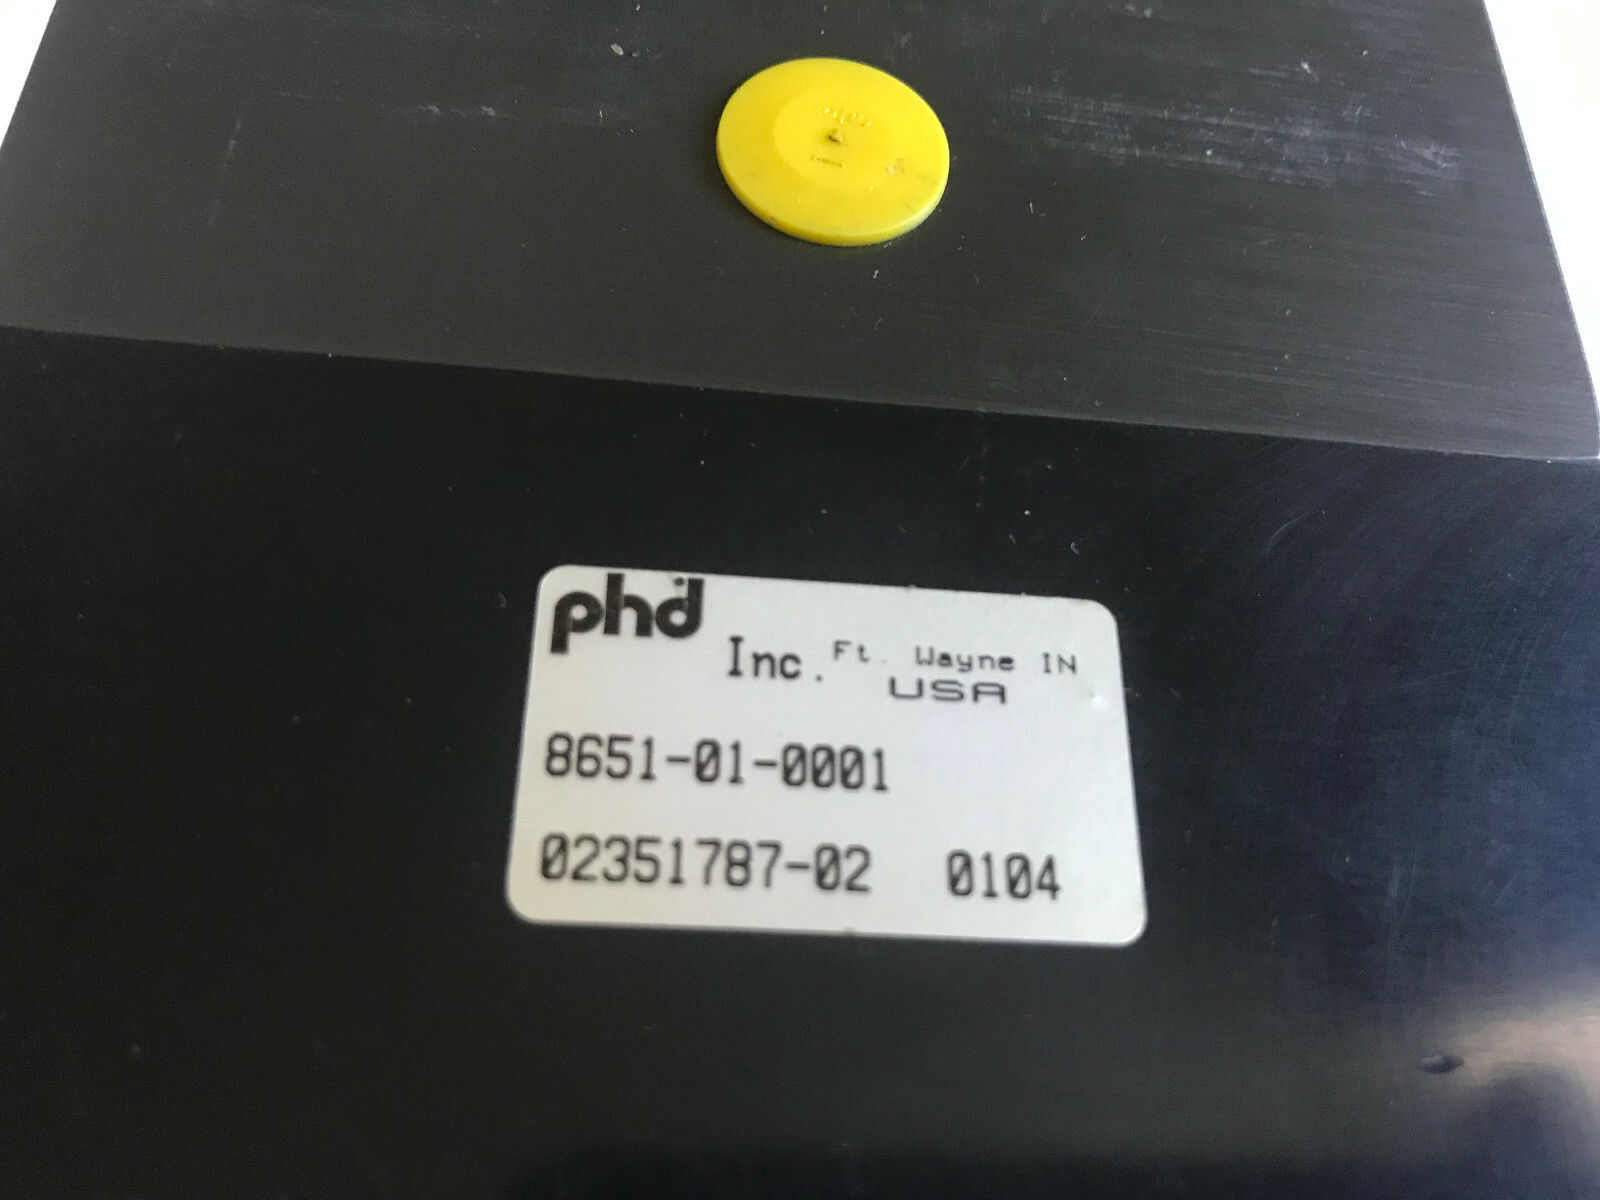 phd
Inc. Ft. Wayne IN
USA
8651-01-0001
02351787-02 0104